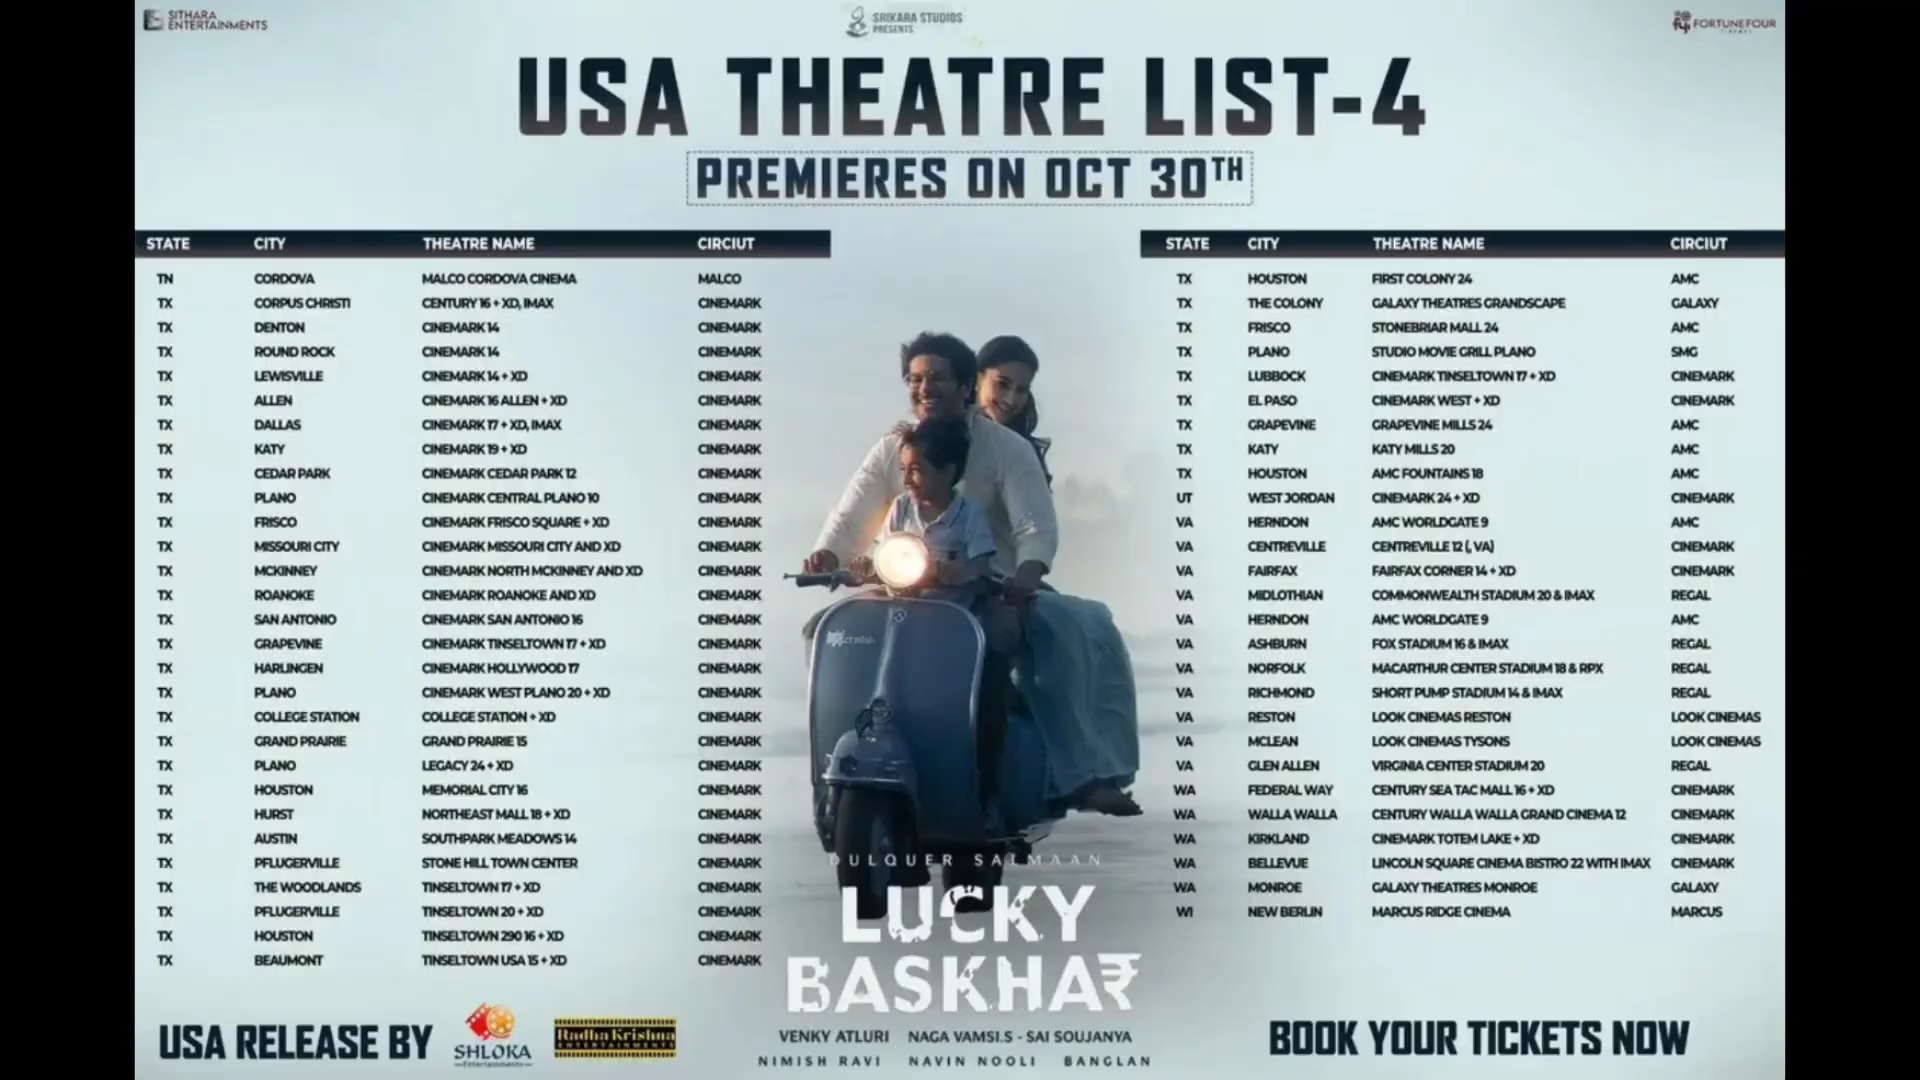 SITHARA
ENTERTAINMENTS
SRIKARA STUDIOS
PRESENTS
FORTUNE FOUR
CINEMAS
USA THEATRE LIST-4
PREMIERES ON OCT 30TH
STATE CITY THEATRE NAME CIRCIUT
TN CORDOVA MALCO CORDOVA CINEMA MALCO
TX CORPUS CHRISTI CENTURY 16 + XD, IMAX CINEMARK
TX DENTON CINEMARK 14 CINEMARK
TX ROUND ROCK CINEMARK 14 CINEMARK
TX LEWISVILLE CINEMARK 14 + XD CINEMARK
TX ALLEN CINEMARK 16 ALLEN + XD CINEMARK
TX DALLAS CINEMARK 17 + XD, IMAX CINEMARK
TX KATY CINEMARK 19 + XD CINEMARK
TX CEDAR PARK CINEMARK CEDAR PARK 12 CINEMARK
TX PLANO CINEMARK CENTRAL PLANO 10 CINEMARK
TX FRISCO CINEMARK FRISCO SQUARE + XD CINEMARK
TX MISSOURI CITY CINEMARK MISSOURI CITY AND XD CINEMARK
TX MCKINNEY CINEMARK NORTH MCKINNEY AND XD CINEMARK
TX ROANOKE CINEMARK ROANOKE AND XD CINEMARK
TX SAN ANTONIO CINEMARK SAN ANTONIO 16 CINEMARK
TX GRAPEVINE CINEMARK TINSELTOWN 17 + XD CINEMARK
TX HARLINGEN CINEMARK HOLLYWOOD 17 CINEMARK
TX PLANO CINEMARK WEST PLANO 20 + XD CINEMARK
TX COLLEGE STATION COLLEGE STATION + XD CINEMARK
TX GRAND PRAIRIE GRAND PRAIRIE 15 CINEMARK
TX PLANO LEGACY 24 + XD CINEMARK
TX HOUSTON MEMORIAL CITY 16 CINEMARK
TX HURST NORTHEAST MALL 18 + XD CINEMARK
TX AUSTIN SOUTHPARK MEADOWS 14 CINEMARK
TX PFLUGERVILLE STONE HILL TOWN CENTER CINEMARK
TX THE WOODLANDS TINSELTOWN 17 + XD CINEMARK
TX PFLUGERVILLE TINSELTOWN 20 + XD CINEMARK
TX HOUSTON TINSELTOWN 290 16 + XD CINEMARK
TX BEAUMONT TINSELTOWN USA 15 + XD CINEMARK
STATE CITY THEATRE NAME CIRCIUT
TX HOUSTON FIRST COLONY 24 AMC
TX THE COLONY GALAXY THEATRES GRANDSCAPE GALAXY
TX FRISCO STONEBRIAR MALL 24 AMC
TX PLANO STUDIO MOVIE GRILL PLANO SMG
TX LUBBOCK CINEMARK TINSELTOWN 17 + XD CINEMARK
TX EL PASO CINEMARK WEST + XD CINEMARK
TX GRAPEVINE GRAPEVINE MILLS 24 AMC
TX KATY KATY MILLS 20 AMC
TX HOUSTON AMC FOUNTAINS 18 AMC
UT WEST JORDAN CINEMARK 24 + XD CINEMARK
VA HERNDON AMC WORLDGATE 9 AMC
VA CENTREVILLE CENTREVILLE 12 (, VA) CINEMARK
VA FAIRFAX FAIRFAX CORNER 14 + XD CINEMARK
VA MIDLOTHIAN COMMONWEALTH STADIUM 20 & IMAX REGAL
VA HERNDON AMC WORLDGATE 9 AMC
VA ASHBURN FOX STADIUM 16 & IMAX REGAL
VA NORFOLK MACARTHUR CENTER STADIUM 18 & RPX REGAL
VA RICHMOND SHORT PUMP STADIUM 14 & IMAX REGAL
VA RESTON LOOK CINEMAS RESTON LOOK CINEMAS
VA MCLEAN LOOK CINEMAS TYSONS LOOK CINEMAS
VA GLEN ALLEN VIRGINIA CENTER STADIUM 20 REGAL
WA FEDERAL WAY CENTURY SEA TAC MALL 16 + XD CINEMARK
WA WALLA WALLA CENTURY WALLA WALLA GRAND CINEMA 12 CINEMARK
WA KIRKLAND CINEMARK TOTEM LAKE + XD CINEMARK
WA BELLEVUE LINCOLN SQUARE CINEMA BISTRO 22 WITH IMAX CINEMARK
WA MONROE GALAXY THEATRES MONROE GALAXY
WI NEW BERLIN MARCUS RIDGE CINEMA MARCUS
DULQUER SALMAAN
LUCKY
BASKHA₹
VENKY ATLURI NAGA VAMSI.S - SAI SOUJANYA
NIMISH RAVI NAVIN NOOLI BANGLAN
USA RELEASE BY
SHLOKA
Entertainments
Radha Krishna
ENTERTAINMENTS
BOOK YOUR TICKETS NOW